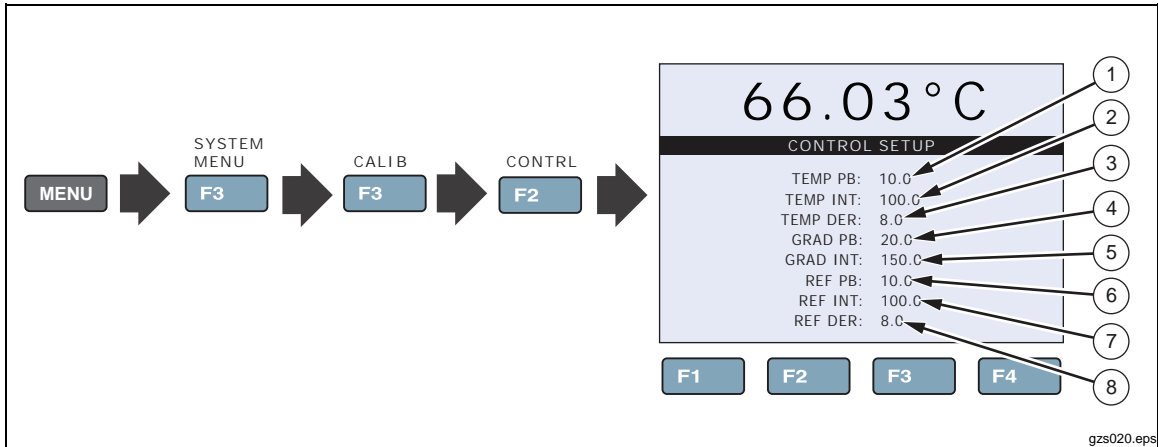 MENU
SYSTEM
MENU
F3
CALIB
F3
CONTRL
F2
66.03°C
CONTROL SETUP
TEMP PB: 10.0
TEMP INT: 100.0
TEMP DER: 8.0
GRAD PB: 20.0
GRAD INT: 150.0
REF PB: 10.0
REF INT: 100.0
REF DER: 8.0
1
2
3
4
5
6
7
8
F1 F2 F3 F4
gzs020.eps